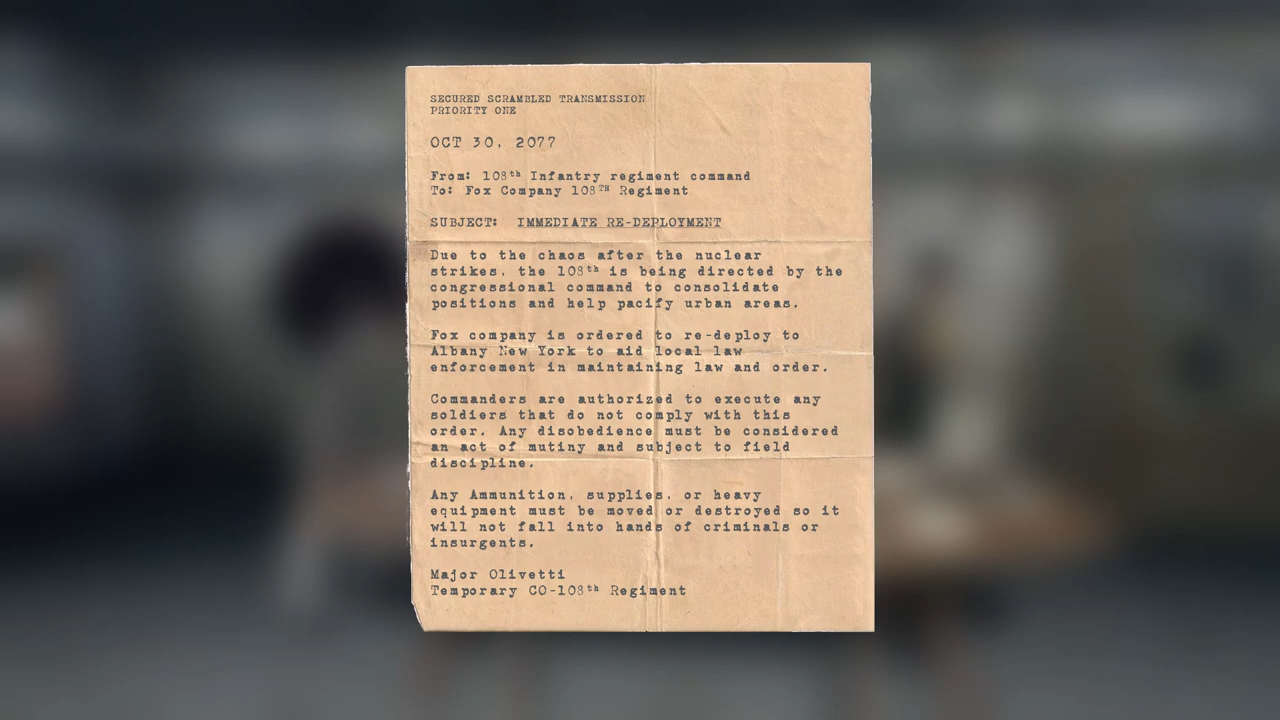 SECURED SCRAMBLED TRANSMISSION
PRIORITY ONE
OCT 30, 2077
From: 108th Infantry regiment command
To: Fox Company 108TH Regiment
SUBJECT: IMMEDIATE RE-DEPLOYMENT
Due to the chaos after the nuclear
strikes, the 108th is being directed by the
congressional command to consolidate
positions and help pacify urban areas.
Fox company is ordered to re-deploy to
Albany New York to aid local law
enforcement in maintaining law and order.
Commanders are authorized to execute any
soldiers that do not comply with this
order. Any disobedience must be considered
an act of mutiny and subject to field
discipline.
Any Ammunition, supplies, or heavy
equipment must be moved or destroyed so it
will not fall into hands of criminals or
insurgents.
Major Olivetti
Temporary CO-108th Regiment